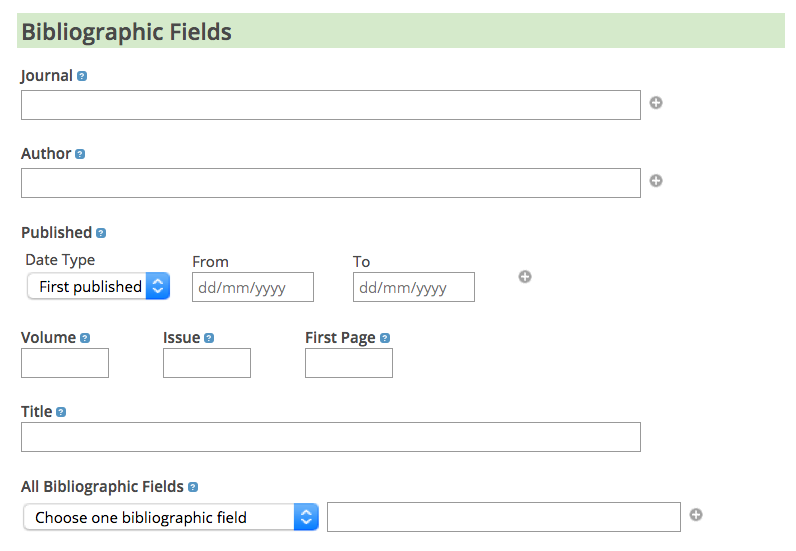 Bibliographic Fields
Journal ?
Author ?
Published ?
Date Type From To
First published dd/mm/yyyy dd/mm/yyyy
Volume ? Issue ? First Page ?
Title ?
All Bibliographic Fields ?
Choose one bibliographic field